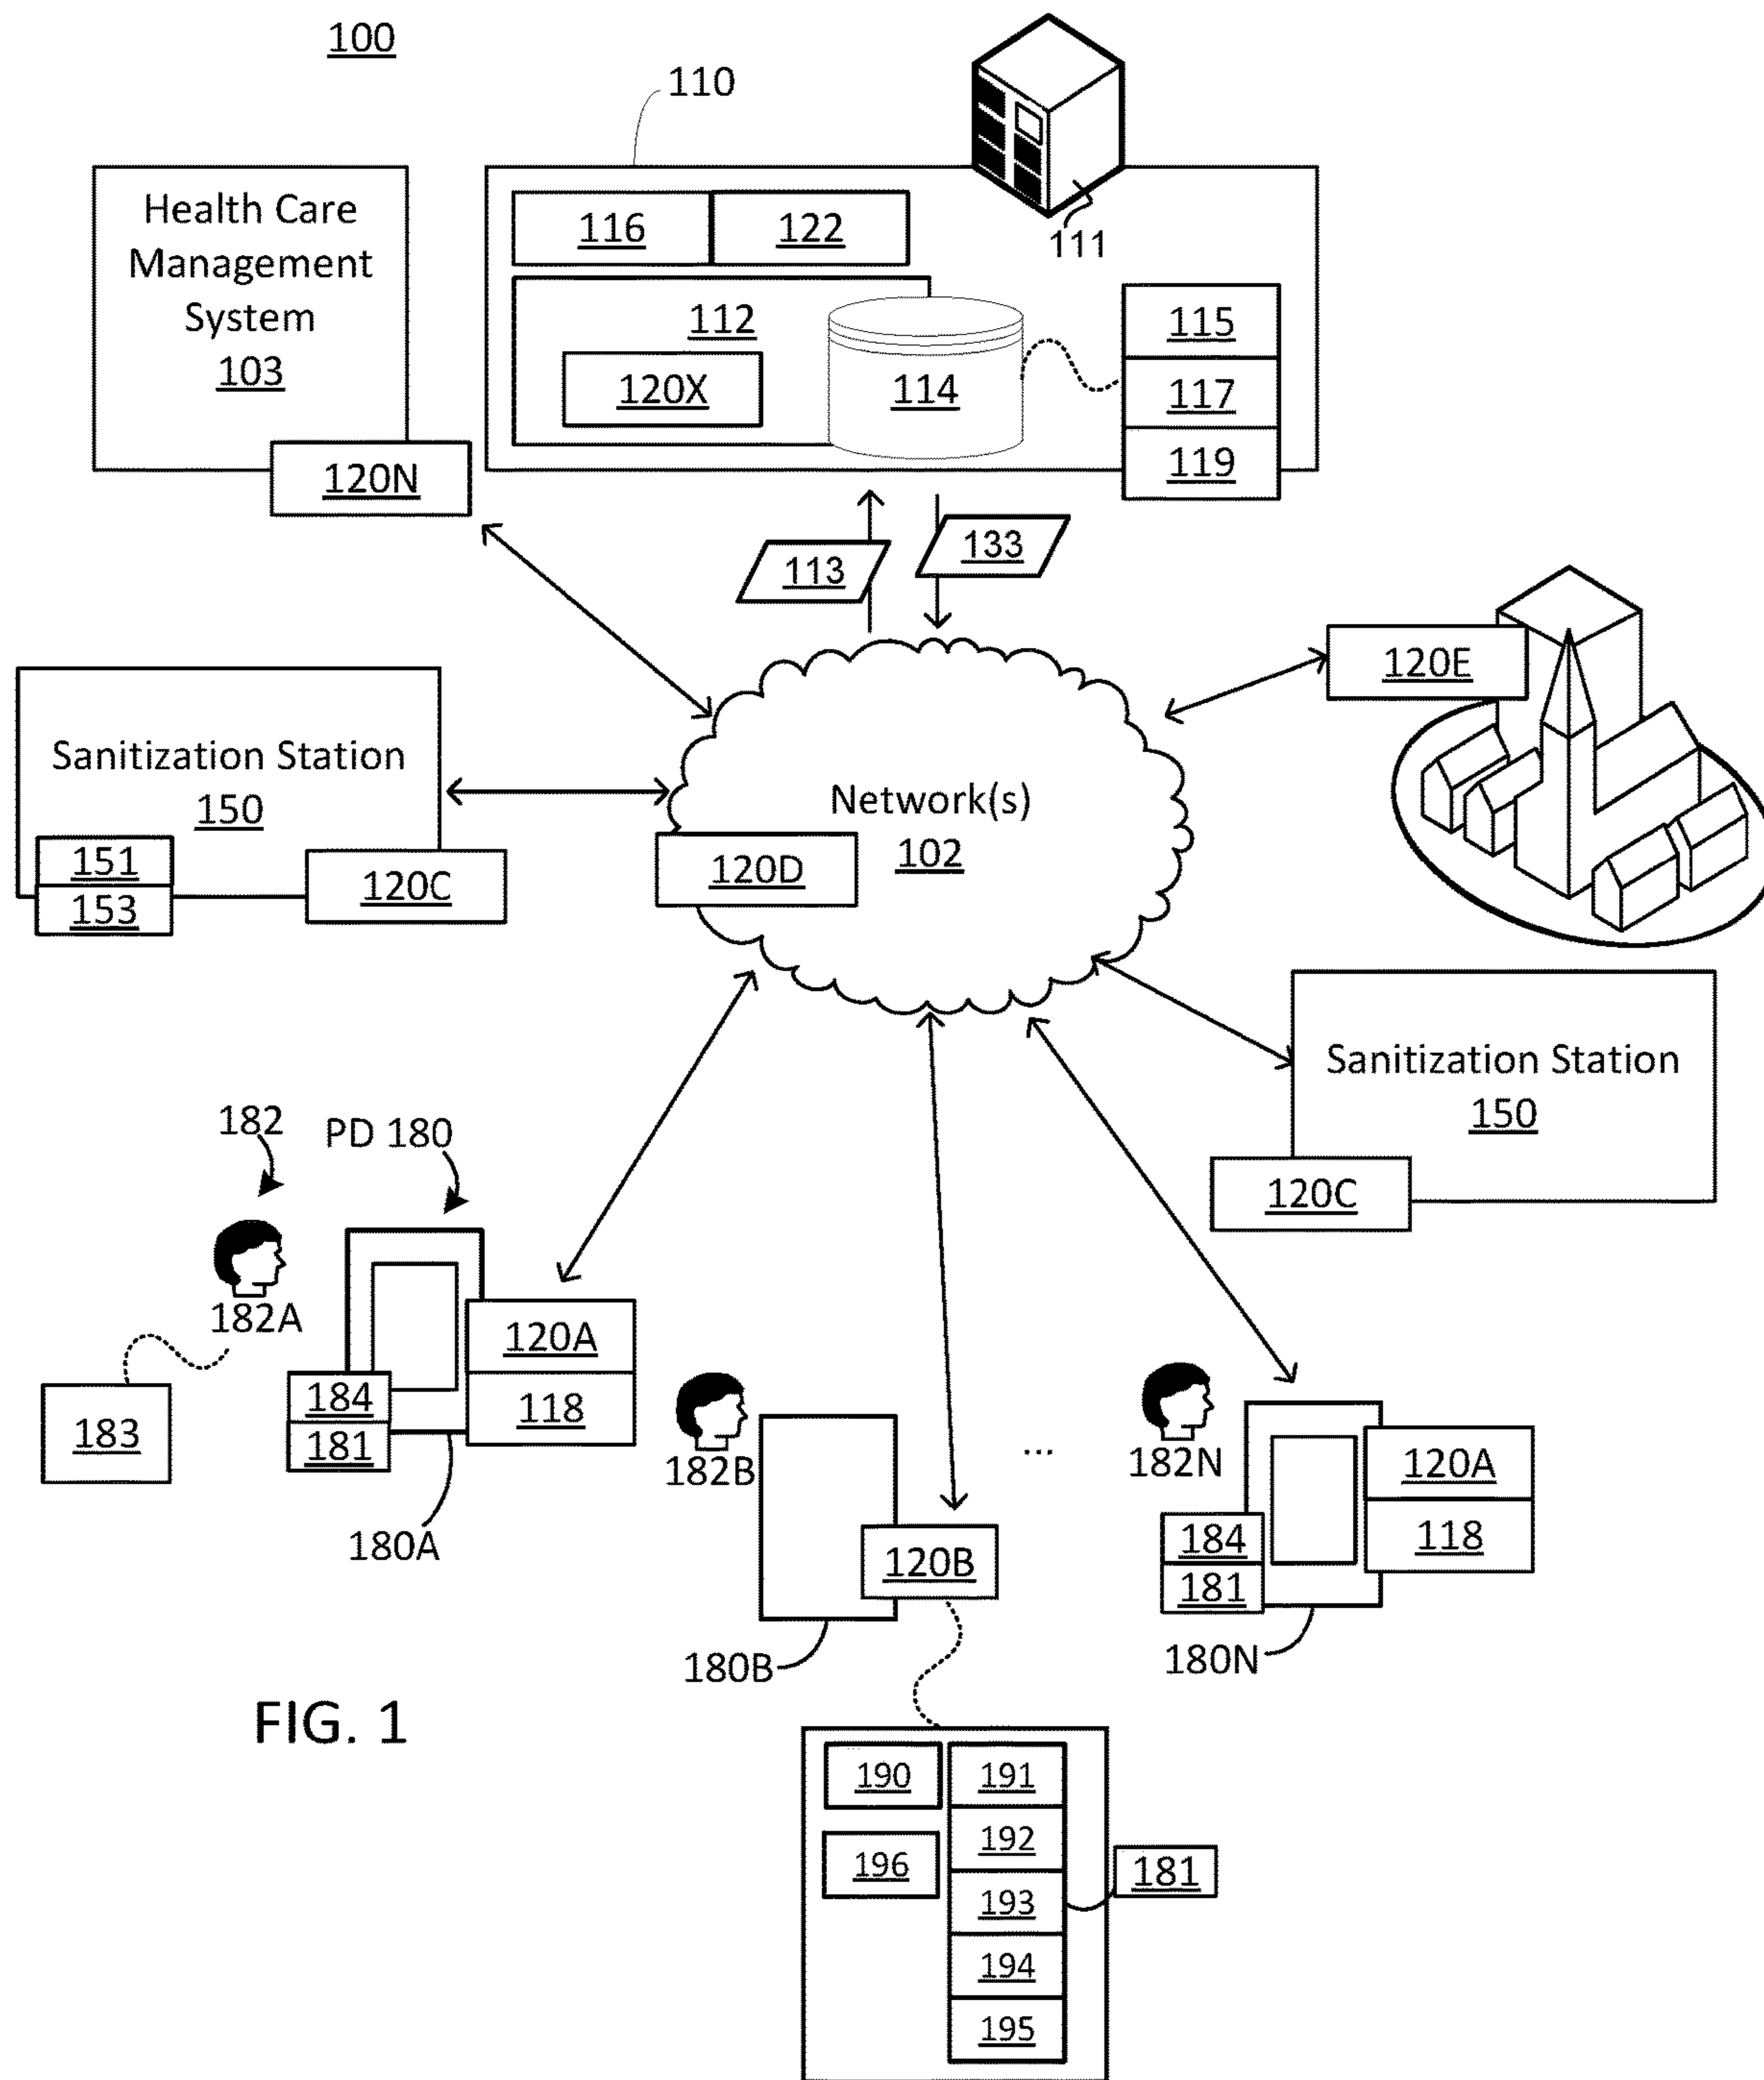 100
110
111
Health Care
Management
System
103
120N
116
122
112
120X
114
115
117
119
113
133
120E
Sanitization Station
150
151
153
120C
Network(s)
102
120D
Sanitization Station
150
120C
182
PD 180
182A
183
184
181
120A
118
180A
182B
120B
180B
...
182N
184
181
120A
118
180N
FIG. 1
190
191
192
196
193
181
194
195